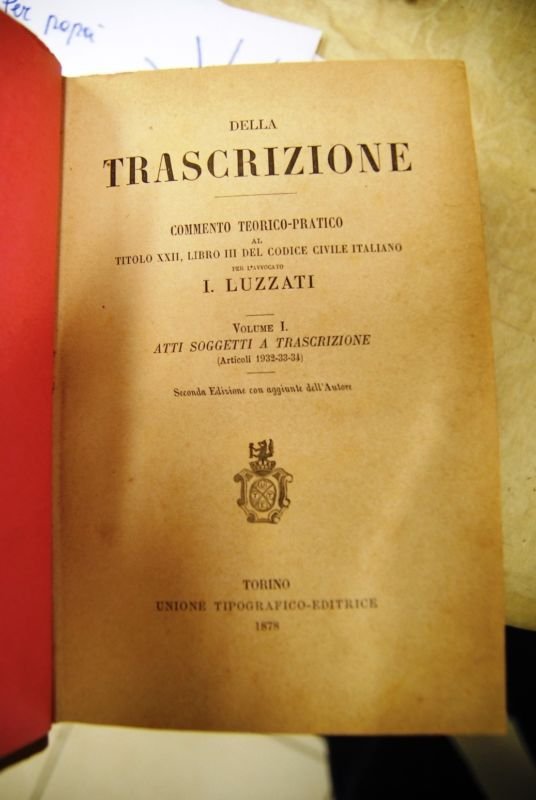 Per papà
DELLA
TRASCRIZIONE
COMMENTO TEORICO-PRATICO
AL
TITOLO XXII, LIBRO III DEL CODICE CIVILE ITALIANO
PER L'AVVOCATO
I. LUZZATI
VOLUME I.
ATTI SOGGETTI A TRASCRIZIONE
(Articoli 1932-33-34)
Seconda Edizione con aggiunte dell'Autore
TORINO
UNIONE TIPOGRAFICO-EDITRICE
1878